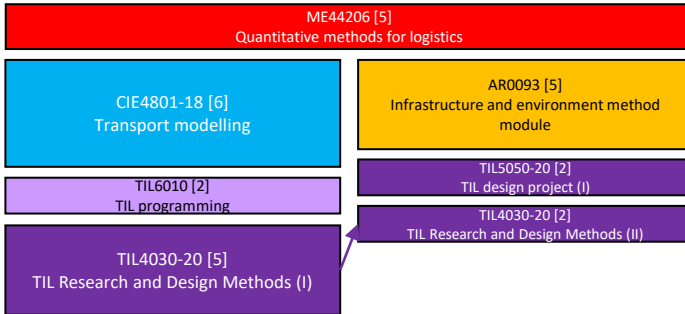 ME44206 [5]
Quantitative methods for logistics
CIE4801-18 [6]
Transport modelling
AR0093 [5]
Infrastructure and environment method
module
TIL6010 [2]
TIL programming
TIL5050-20 [2]
TIL design project (I)
TIL4030-20 [5]
TIL Research and Design Methods (I)
TIL4030-20 [2]
TIL Research and Design Methods (II)